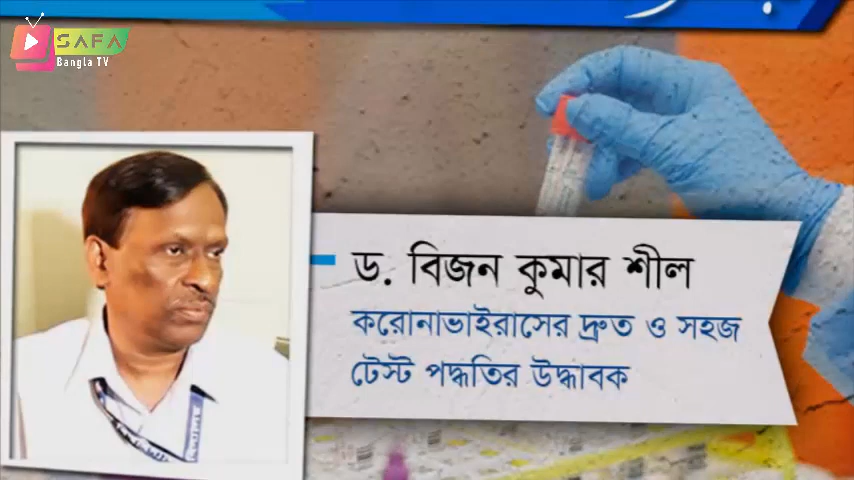 SAFA
Bangla TV
ড. বিজন কুমার শীল
করোনাভাইরাসের দ্রুত ও সহজ
টেস্ট পদ্ধতির উদ্ধাবক